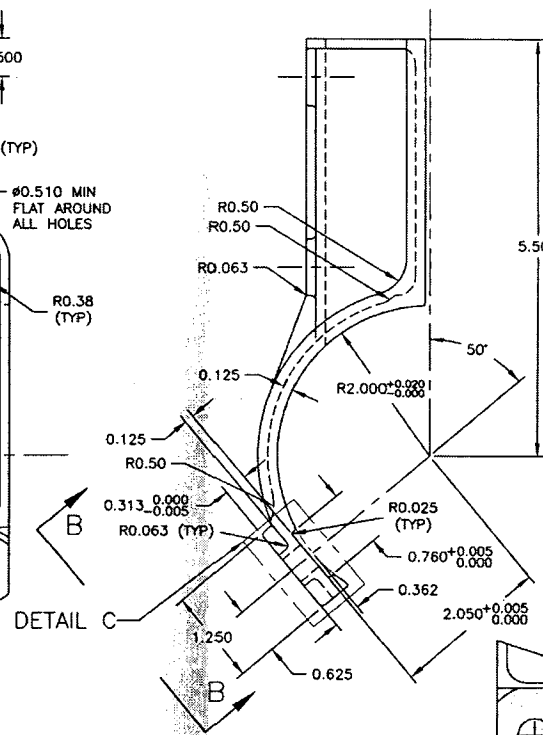 (TYP)
Ø0.510 MIN
FLAT AROUND
ALL HOLES
R0.50
R0.50
R0.063
R0.38
(TYP)
50°
0.125
R2.000+0.020
-0.000
0.125
R0.50
0.313 0.000
-0.005
R0.063 (TYP)
R0.025
(TYP)
B
0.760+0.005
0.000
0.362
2.050+0.005
0.000
DETAIL C
1.250
0.625
B